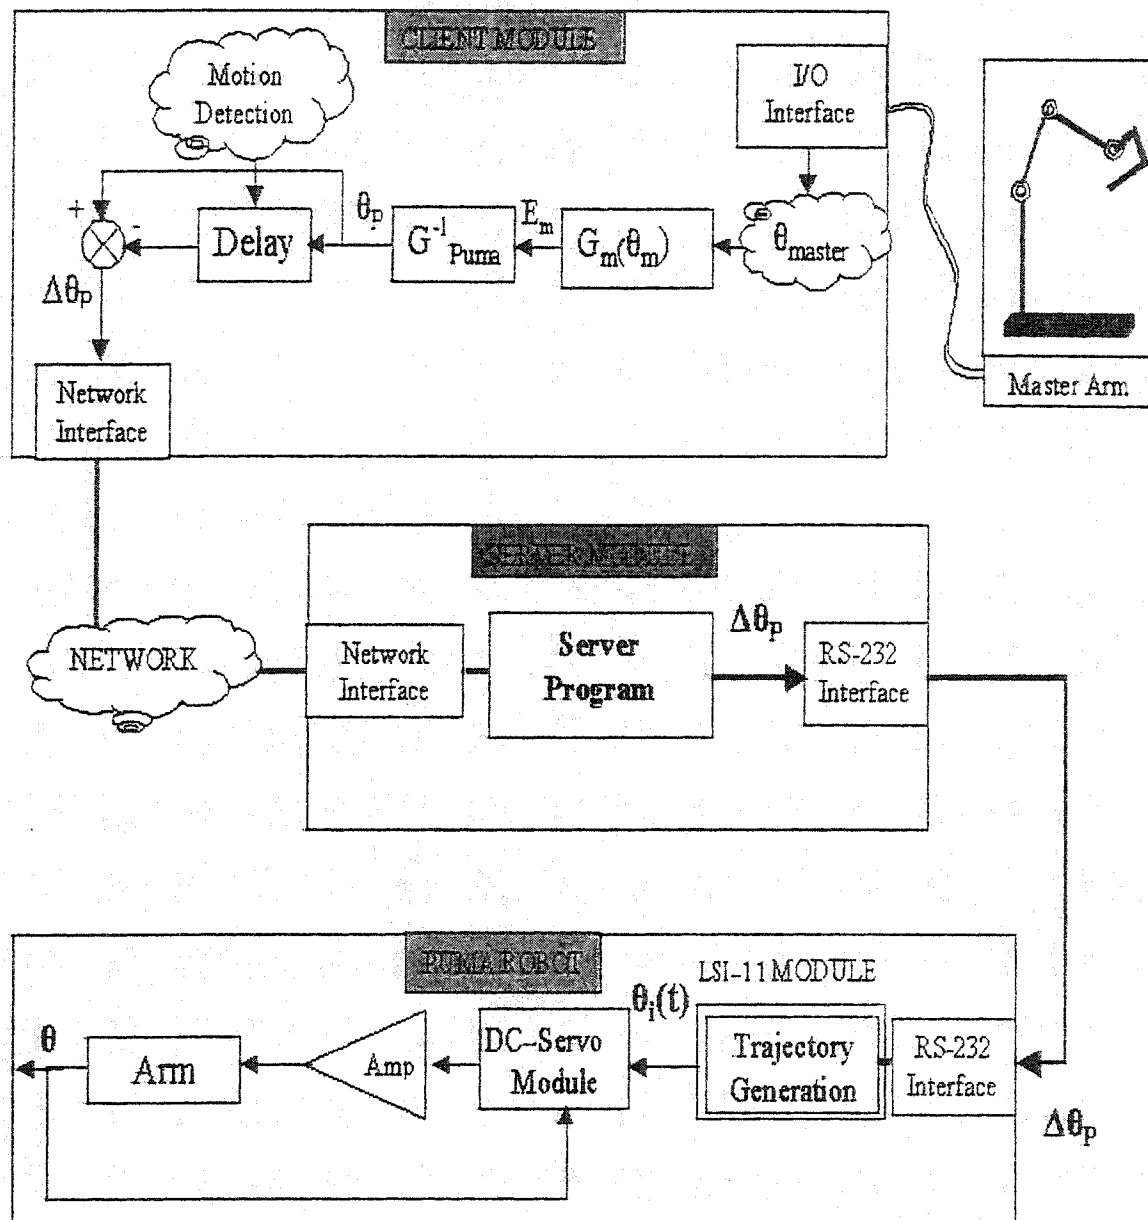 CLIENT MODULE
Motion
Detection
I/O
Interface
+
-
Delay
θp
G⁻¹Puma
Em
Gm(θm)
θmaster
Δθp
Network
Interface
Master Arm
SERVER MODULE
NETWORK
Network
Interface
Server
Program
Δθp
RS-232
Interface
PUMA ROBOT
LSI-11 MODULE
θ
Arm
Amp
DC-Servo
Module
θi(t)
Trajectory
Generation
RS-232
Interface
Δθp